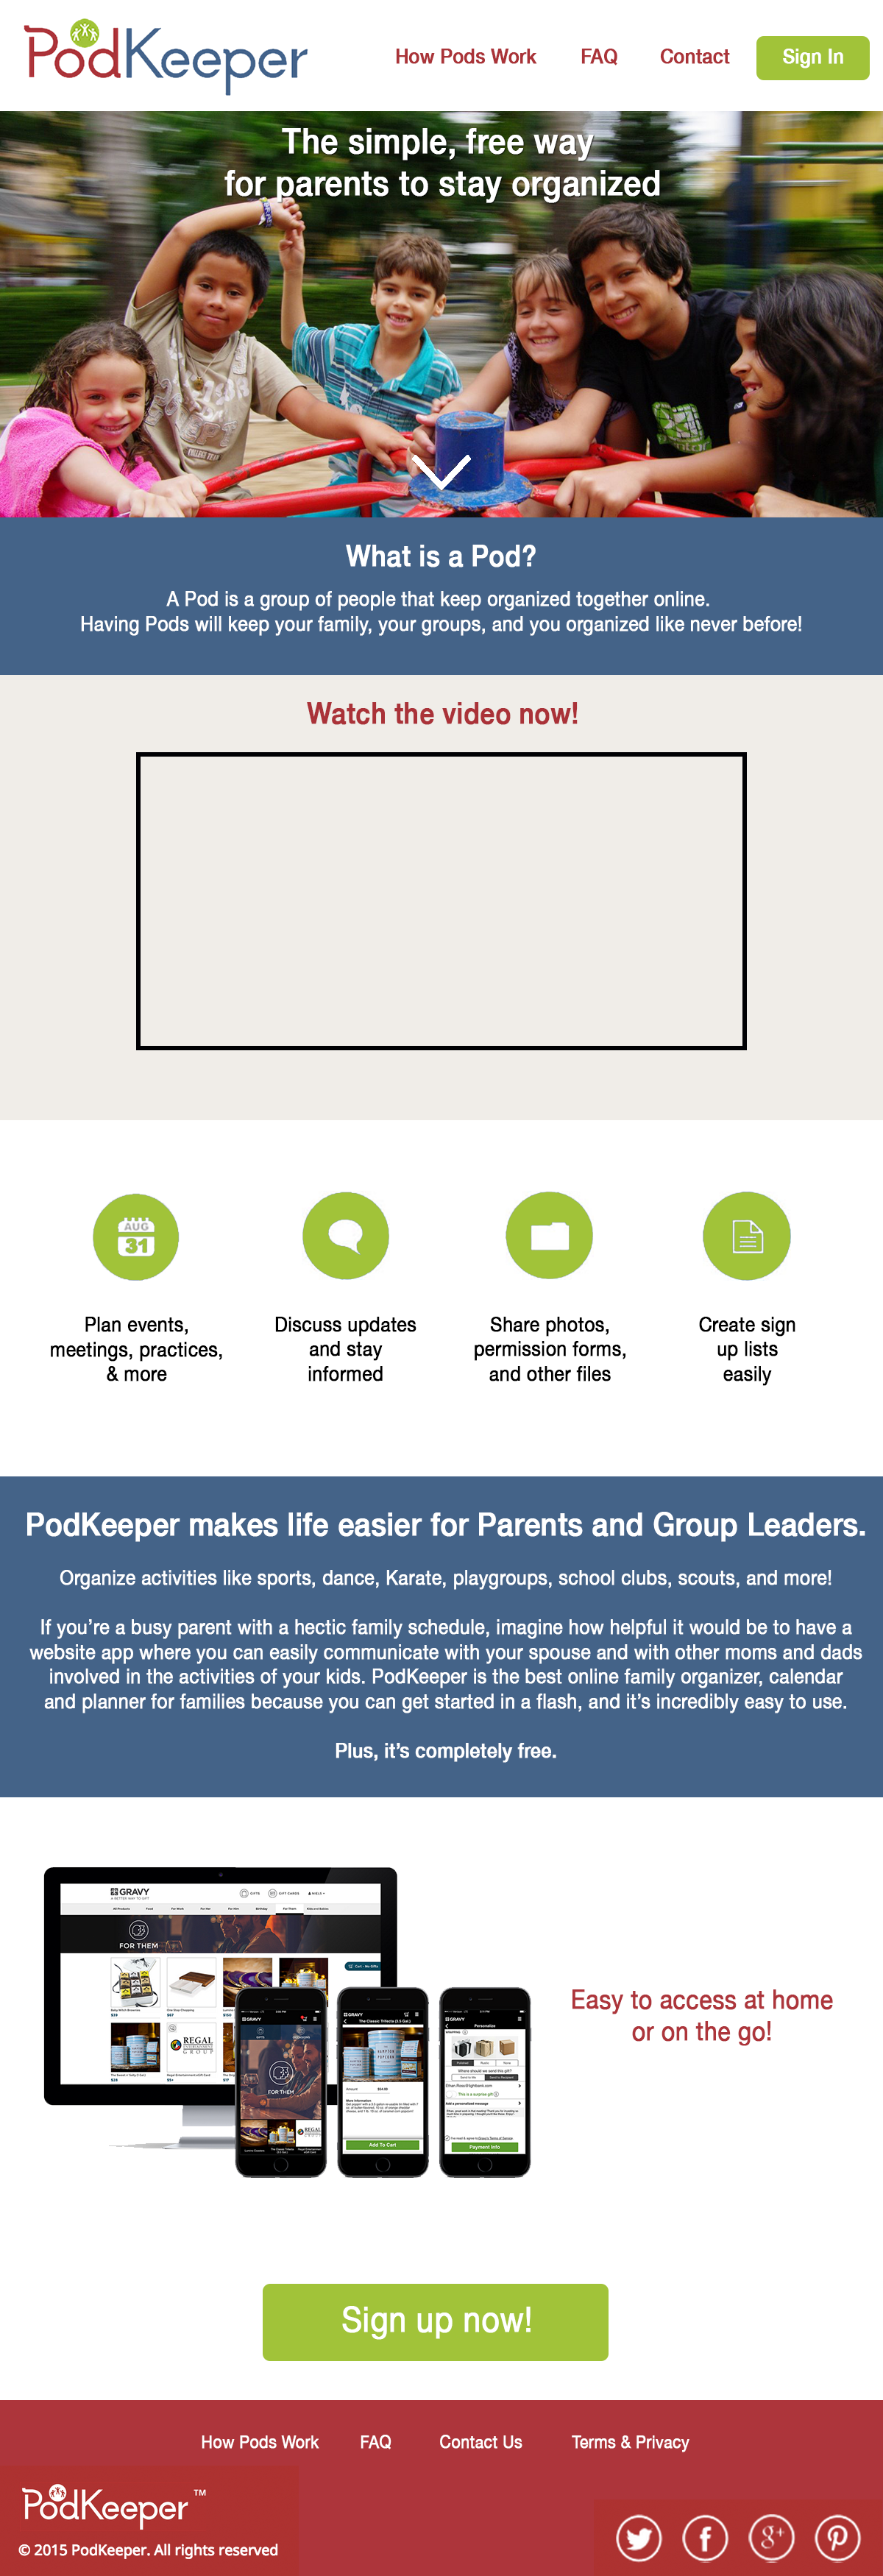 PodKeeper
How Pods Work
FAQ
Contact
Sign In
The simple, free way
for parents to stay organized
What is a Pod?
A Pod is a group of people that keep organized together online.
Having Pods will keep your family, your groups, and you organized like never before!
Watch the video now!
AUG
31
Plan events,
meetings, practices,
& more
Discuss updates
and stay
informed
Share photos,
permission forms,
and other files
Create sign
up lists
easily
PodKeeper makes life easier for Parents and Group Leaders.
Organize activities like sports, dance, Karate, playgroups, school clubs, scouts, and more!
If you’re a busy parent with a hectic family schedule, imagine how helpful it would be to have a
website app where you can easily communicate with your spouse and with other moms and dads
involved in the activities of your kids. PodKeeper is the best online family organizer, calendar
and planner for families because you can get started in a flash, and it’s incredibly easy to use.
Plus, it’s completely free.
GRAVY
FOR THEM
REGAL
FOR THEM
Add To Cart
Personalize
Payment Info
Easy to access at home
or on the go!
Sign up now!
How Pods Work
FAQ
Contact Us
Terms & Privacy
PodKeeper ™
© 2015 PodKeeper. All rights reserved